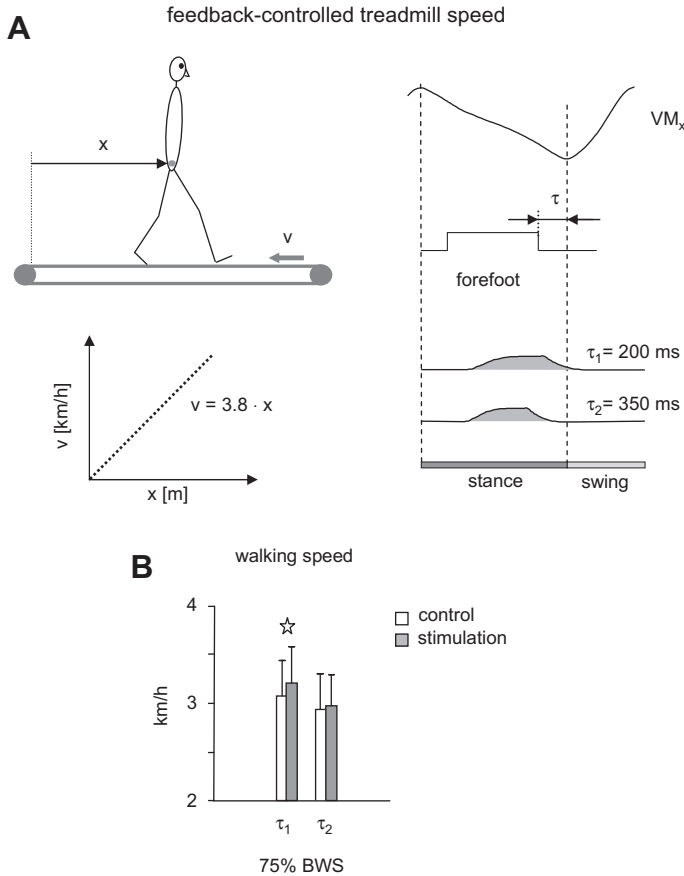 feedback-controlled treadmill speed
A
x
v
v [km/h]
v = 3.8 · x
x [m]
VMₓ
τ
forefoot
τ₁= 200 ms
τ₂= 350 ms
stance swing
B
walking speed
4
3
2
km/h
☆
control
stimulation
τ₁ τ₂
75% BWS